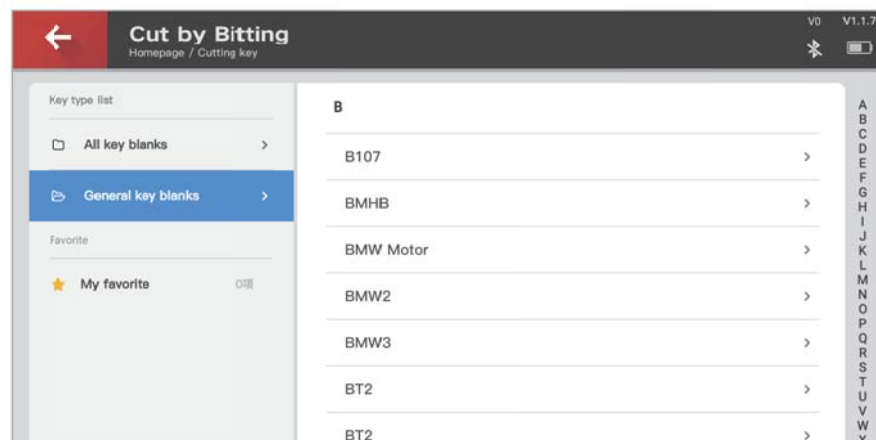 Cut by Bitting
Homepage / Cutting key
V0 V1.1.7
Key type list
All key blanks
General key blanks
Favorite
My favorite 0项
B
B107
BMHB
BMW Motor
BMW2
BMW3
BT2
BT2
A
B
C
D
E
F
G
H
I
J
K
L
M
N
O
P
Q
R
S
T
U
V
W
X